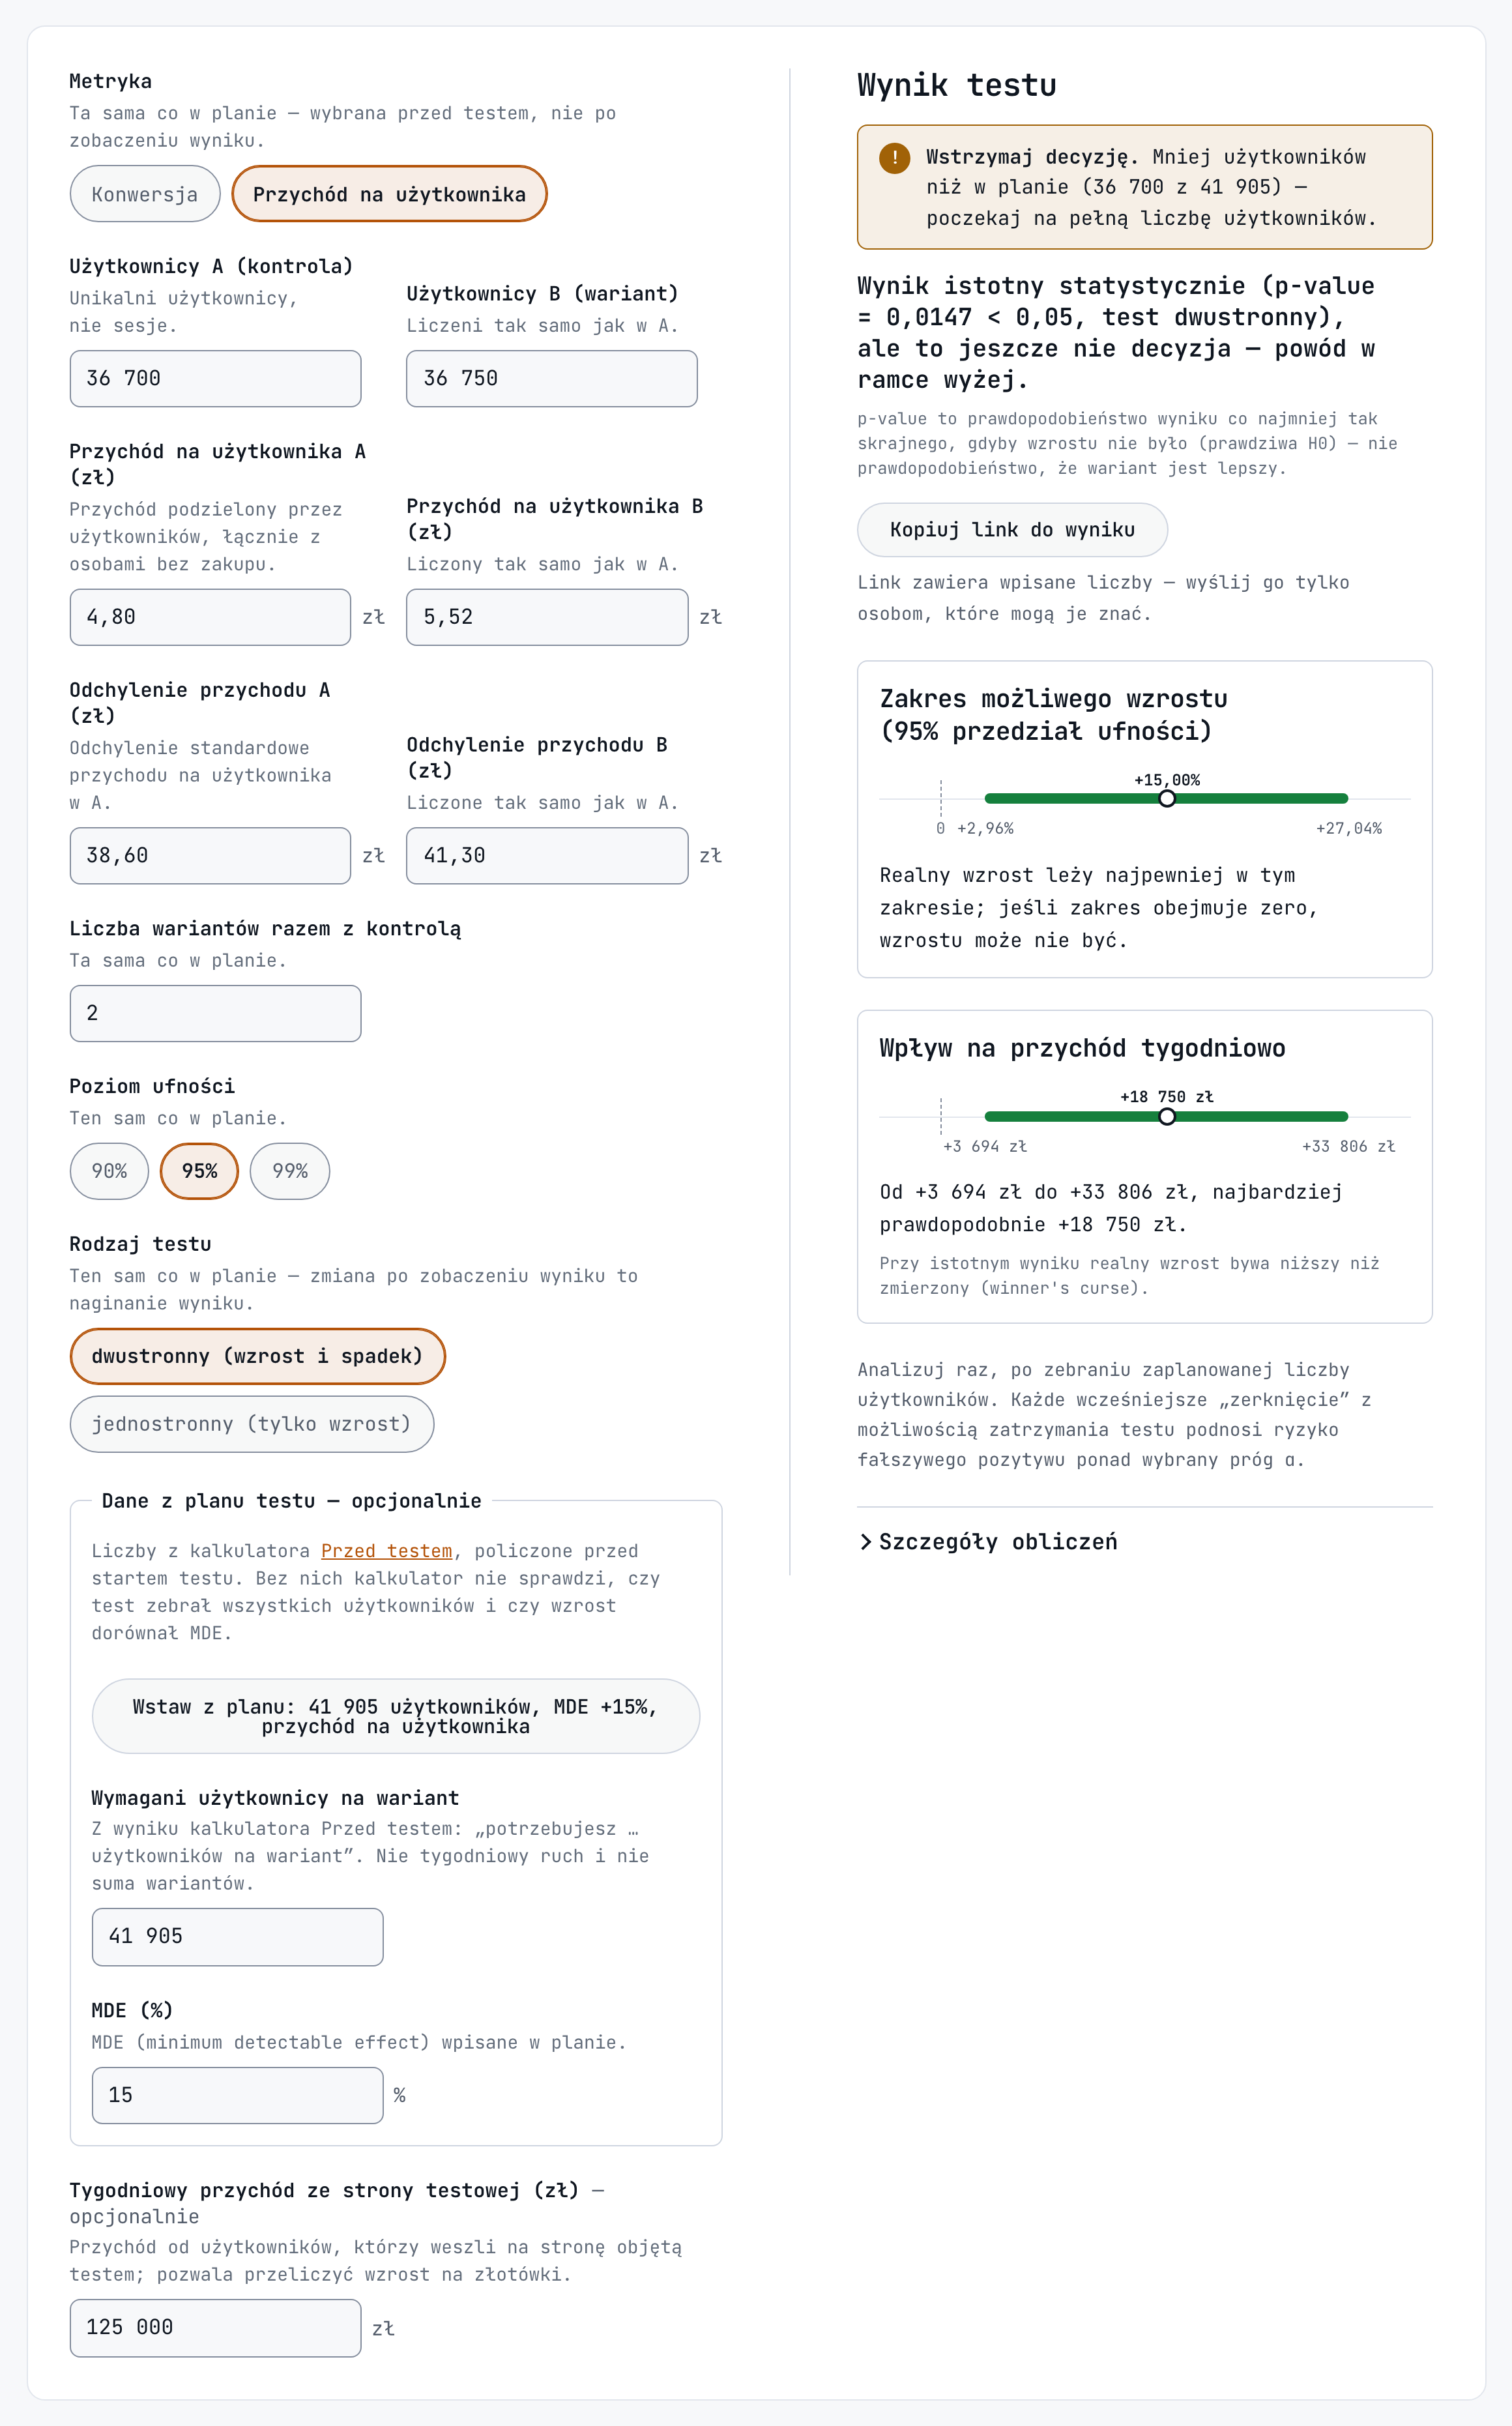 Metryka
Ta sama co w planie — wybrana przed testem, nie po
zobaczeniu wyniku.
Konwersja
Przychód na użytkownika
Użytkownicy A (kontrola)
Unikalni użytkownicy,
nie sesje.
36 700
Użytkownicy B (wariant)
Liczeni tak samo jak w A.
36 750
Przychód na użytkownika A
(zł)
Przychód podzielony przez
użytkowników, łącznie z
osobami bez zakupu.
4,80 zł
Przychód na użytkownika B
(zł)
Liczony tak samo jak w A.
5,52 zł
Odchylenie przychodu A
(zł)
Odchylenie standardowe
przychodu na użytkownika
w A.
38,60 zł
Odchylenie przychodu B
(zł)
Liczone tak samo jak w A.
41,30 zł
Liczba wariantów razem z kontrolą
Ta sama co w planie.
2
Poziom ufności
Ten sam co w planie.
90%
95%
99%
Rodzaj testu
Ten sam co w planie — zmiana po zobaczeniu wyniku to
naginanie wyniku.
dwustronny (wzrost i spadek)
jednostronny (tylko wzrost)
Dane z planu testu — opcjonalnie
Liczby z kalkulatora Przed testem, policzone przed
startem testu. Bez nich kalkulator nie sprawdzi, czy
test zebrał wszystkich użytkowników i czy wzrost
dorównał MDE.
Wstaw z planu: 41 905 użytkowników, MDE +15%,
przychód na użytkownika
Wymagani użytkownicy na wariant
Z wyniku kalkulatora Przed testem: „potrzebujesz …
użytkowników na wariant”. Nie tygodniowy ruch i nie
suma wariantów.
41 905
MDE (%)
MDE (minimum detectable effect) wpisane w planie.
15 %
Tygodniowy przychód ze strony testowej (zł) —
opcjonalnie
Przychód od użytkowników, którzy weszli na stronę objętą
testem; pozwala przeliczyć wzrost na złotówki.
125 000 zł
Wynik testu
! Wstrzymaj decyzję. Mniej użytkowników
niż w planie (36 700 z 41 905) —
poczekaj na pełną liczbę użytkowników.
Wynik istotny statystycznie (p-value
= 0,0147 < 0,05, test dwustronny),
ale to jeszcze nie decyzja — powód w
ramce wyżej.
p-value to prawdopodobieństwo wyniku co najmniej tak
skrajnego, gdyby wzrostu nie było (prawdziwa H0) — nie
prawdopodobieństwo, że wariant jest lepszy.
Kopiuj link do wyniku
Link zawiera wpisane liczby — wyślij go tylko
osobom, które mogą je znać.
Zakres możliwego wzrostu
(95% przedział ufności)
+15,00%
0 +2,96% +27,04%
Realny wzrost leży najpewniej w tym
zakresie; jeśli zakres obejmuje zero,
wzrostu może nie być.
Wpływ na przychód tygodniowo
+18 750 zł
+3 694 zł +33 806 zł
Od +3 694 zł do +33 806 zł, najbardziej
prawdopodobnie +18 750 zł.
Przy istotnym wyniku realny wzrost bywa niższy niż
zmierzony (winner's curse).
Analizuj raz, po zebraniu zaplanowanej liczby
użytkowników. Każde wcześniejsze „zerknięcie” z
możliwością zatrzymania testu podnosi ryzyko
fałszywego pozytywu ponad wybrany próg α.
Szczegóły obliczeń